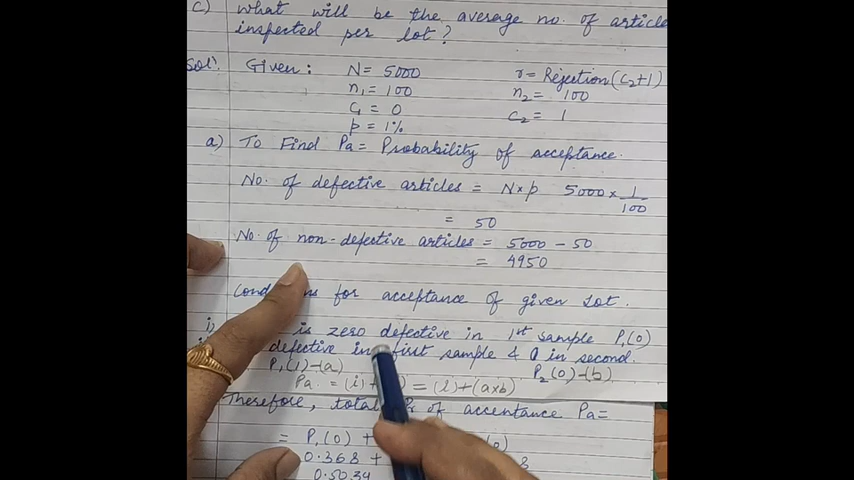 c) what will be the average no. of article
inspected per lot?
Sol". Given: N = 5000 r = Rejection (c2+1)
n1 = 100 n2 = 100
c1 = 0 c2 = 1
p = 1%
a) To Find Pa = Probability of acceptance.
No. of defective articles = N×p 5000 × 1/100
= 50
No. of non-defective articles = 5000 - 50
= 4950
for acceptance of given Lot.
i) is zero defective in 1st sample P1(0)
defective in first sample & 0 in second.
P1(1)-(a) P2(0)-(b)
Pa = (i)+ = (i)+(a×b)
Therefore, total of acceptance Pa =
= P1(0) +
0.368 +
0.5034